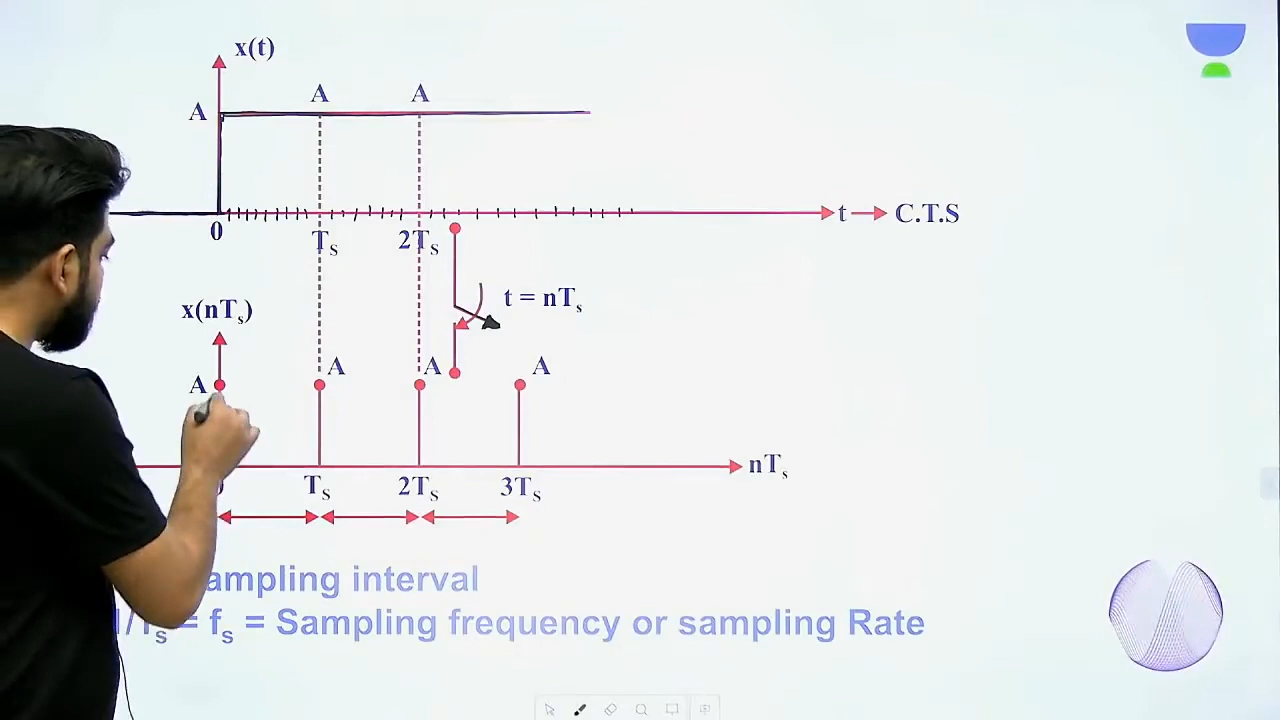 x(t)
A A A
t C.T.S
0 Ts 2Ts
t = nTs
x(nTs)
A A A A
nTs
Ts 2Ts 3Ts
ampling interval
= fs = Sampling frequency or sampling Rate